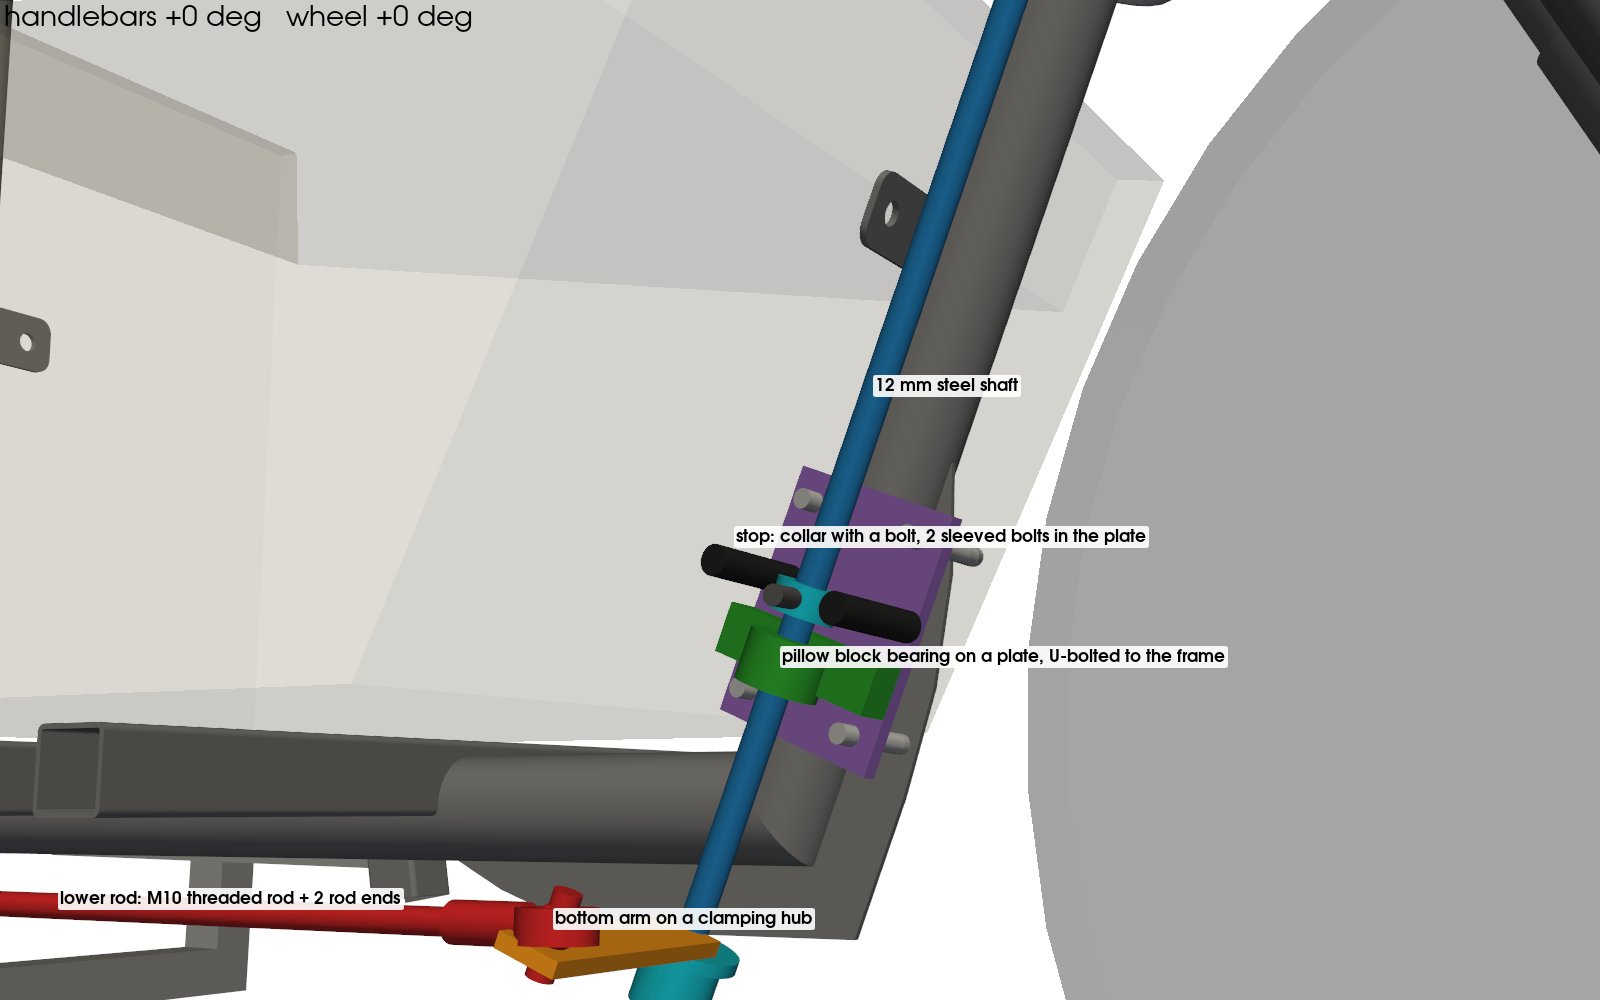 handlebars +0 deg   wheel +0 deg
12 mm steel shaft
stop: collar with a bolt, 2 sleeved bolts in the plate
pillow block bearing on a plate, U-bolted to the frame
lower rod: M10 threaded rod + 2 rod ends
bottom arm on a clamping hub